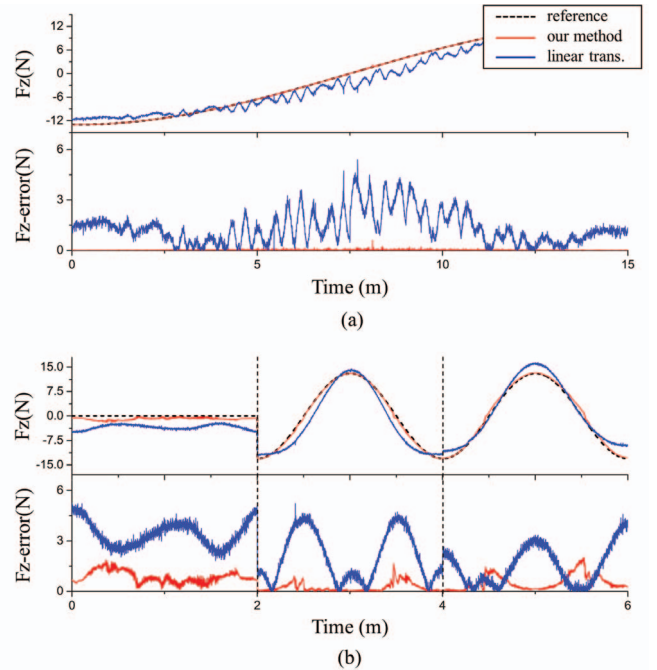 reference
our method
linear trans.
Fz(N)
12
6
0
-6
-12
Fz-error(N)
6
3
0
0 5 10 15
Time (m)
(a)
Fz(N)
15.0
7.5
0.0
-7.5
-15.0
Fz-error(N)
6
3
0
0 2 4 6
Time (m)
(b)